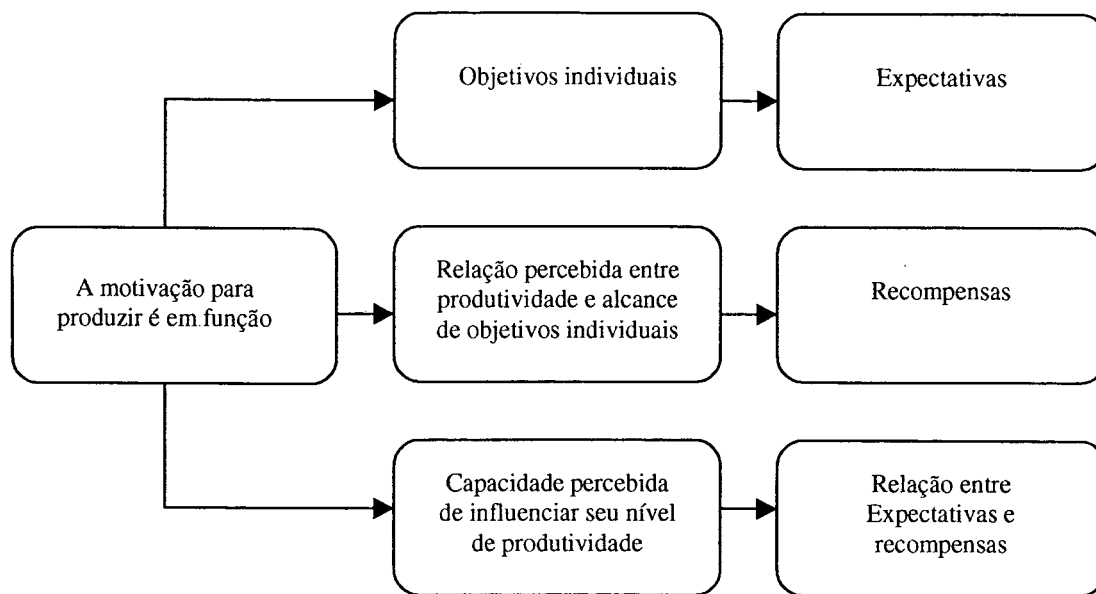 Objetivos individuais
Expectativas
A motivação para
produzir é em função
Relação percebida entre
produtividade e alcance
de objetivos individuais
Recompensas
Capacidade percebida
de influenciar seu nível
de produtividade
Relação entre
Expectativas e
recompensas